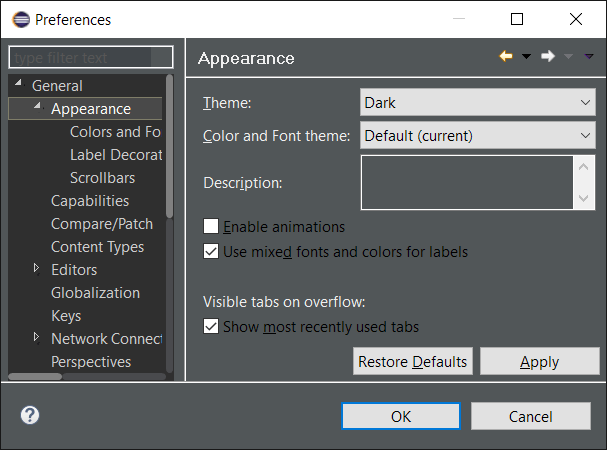 Preferences
type filter text
Appearance
General
Appearance
Colors and Fo
Label Decorat
Scrollbars
Capabilities
Compare/Patch
Content Types
Editors
Globalization
Keys
Network Connect
Perspectives
Theme:
Dark
Color and Font theme:
Default (current)
Description:
Enable animations
Use mixed fonts and colors for labels
Visible tabs on overflow:
Show most recently used tabs
Restore Defaults
Apply
?
OK
Cancel